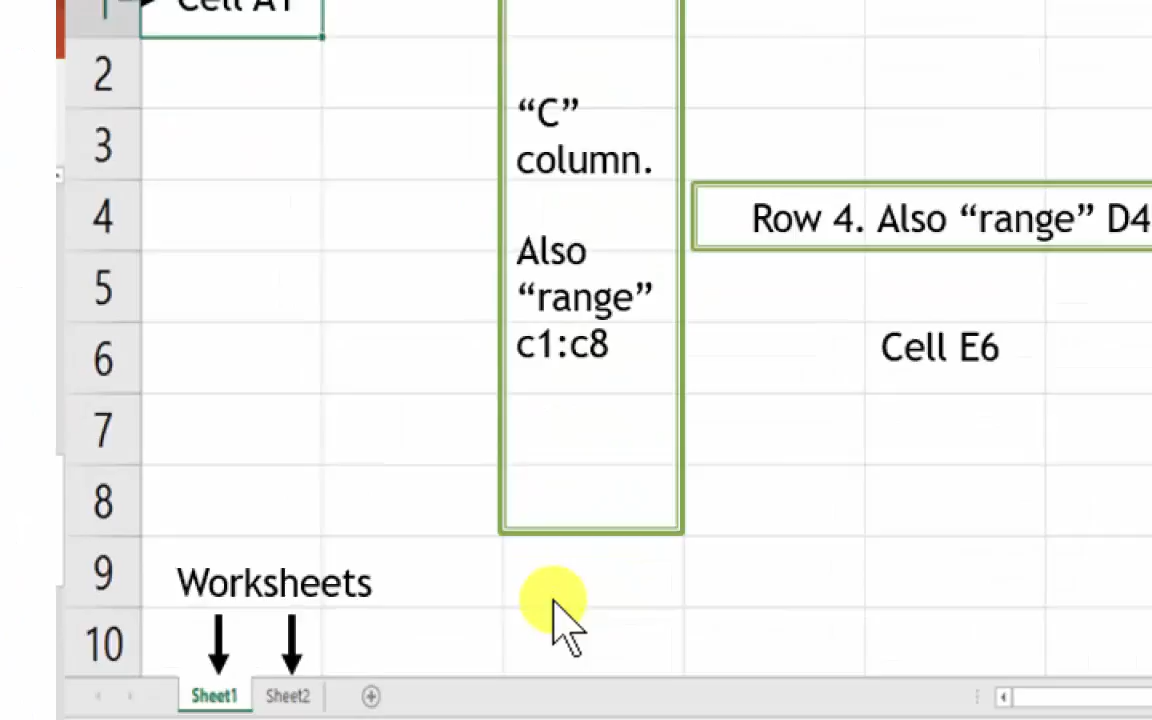 1
Cell A1
2
“C”
3
column.
4
Row 4. Also “range” D4
Also
5
“range”
6
c1:c8
Cell E6
7
8
9
Worksheets
10
Sheet1 Sheet2